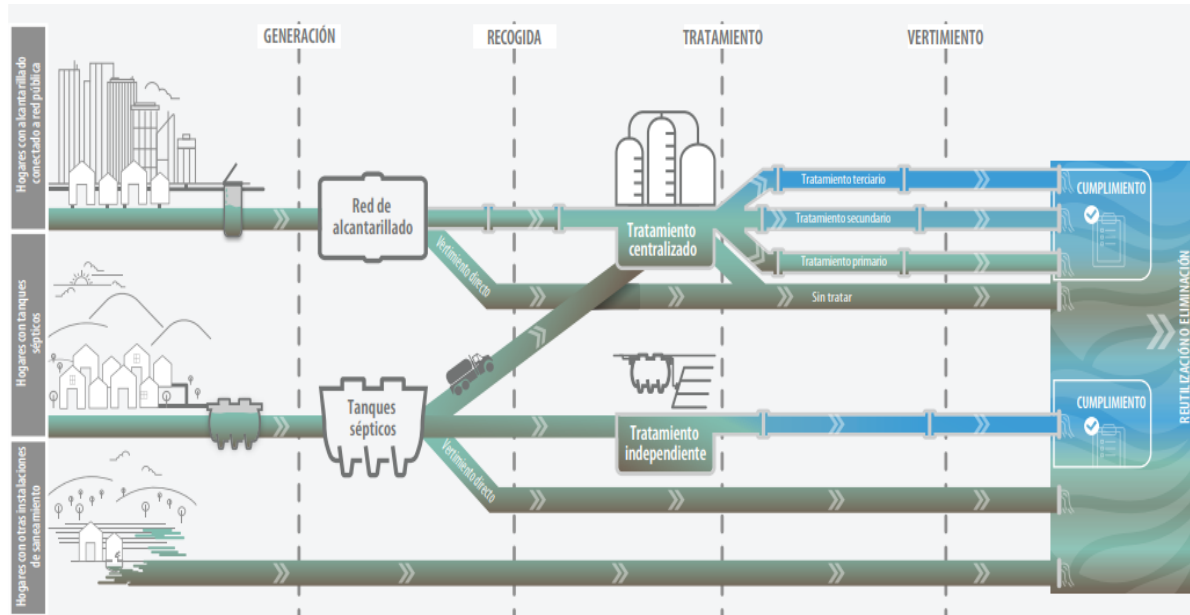 GENERACIÓN
RECOGIDA
TRATAMIENTO
VERTIMIENTO
Hogares con alcantarillado
conectado a red pública
Red de
alcantarillado
Vertimiento directo
Tratamiento
centralizado
Tratamiento terciario
Tratamiento secundario
Tratamiento primario
Sin tratar
CUMPLIMIENTO
Hogares con tanques
sépticos
Tanques
sépticos
Vertimiento directo
Tratamiento
independiente
CUMPLIMIENTO
REUTILIZACIÓNO ELIMINACIÓN
Hogares con otras instalaciones
de saneamiento